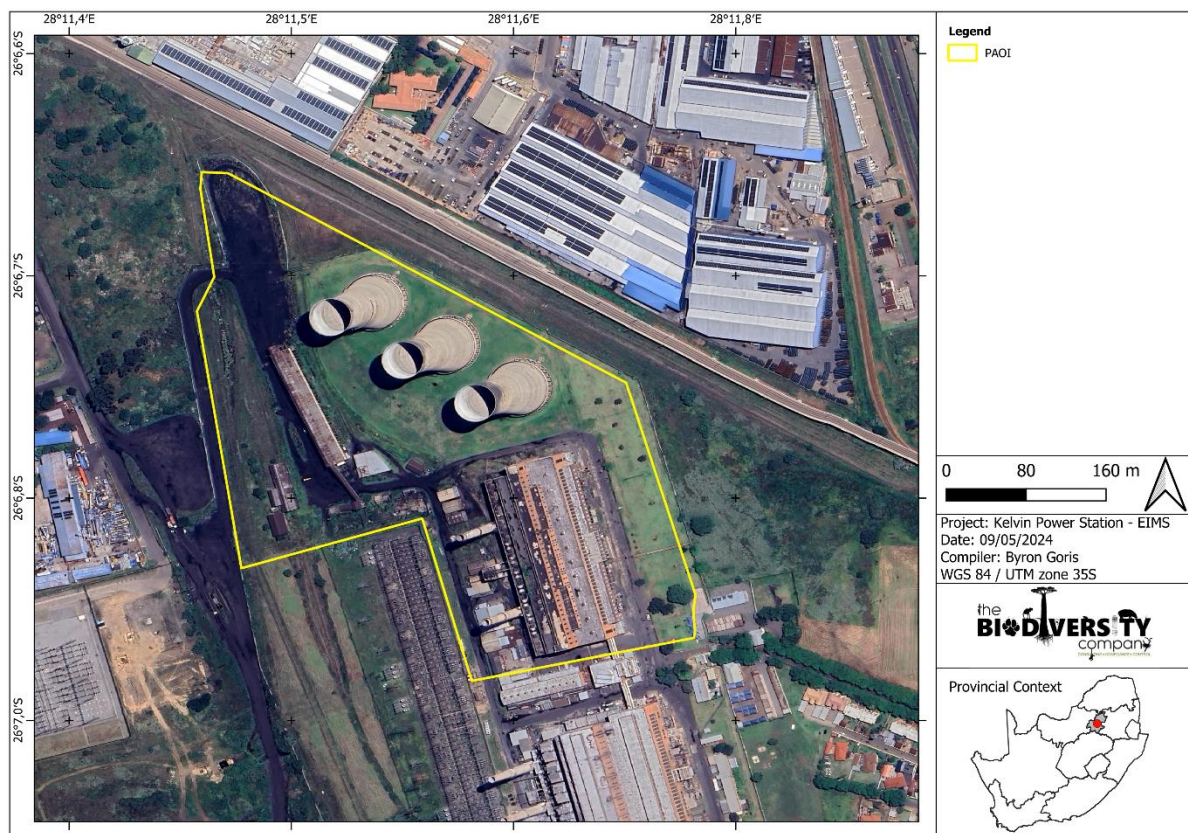 28°11,4'E
28°11,5'E
28°11,6'E
28°11,8'E
26°6,6'S
26°6,7'S
26°6,8'S
26°7,0'S
Legend
PAOI
0 80 160 m
Project: Kelvin Power Station - EIMS
Date: 09/05/2024
Compiler: Byron Goris
WGS 84 / UTM zone 35S
the
BIODIVERSITY
company
Provincial Context